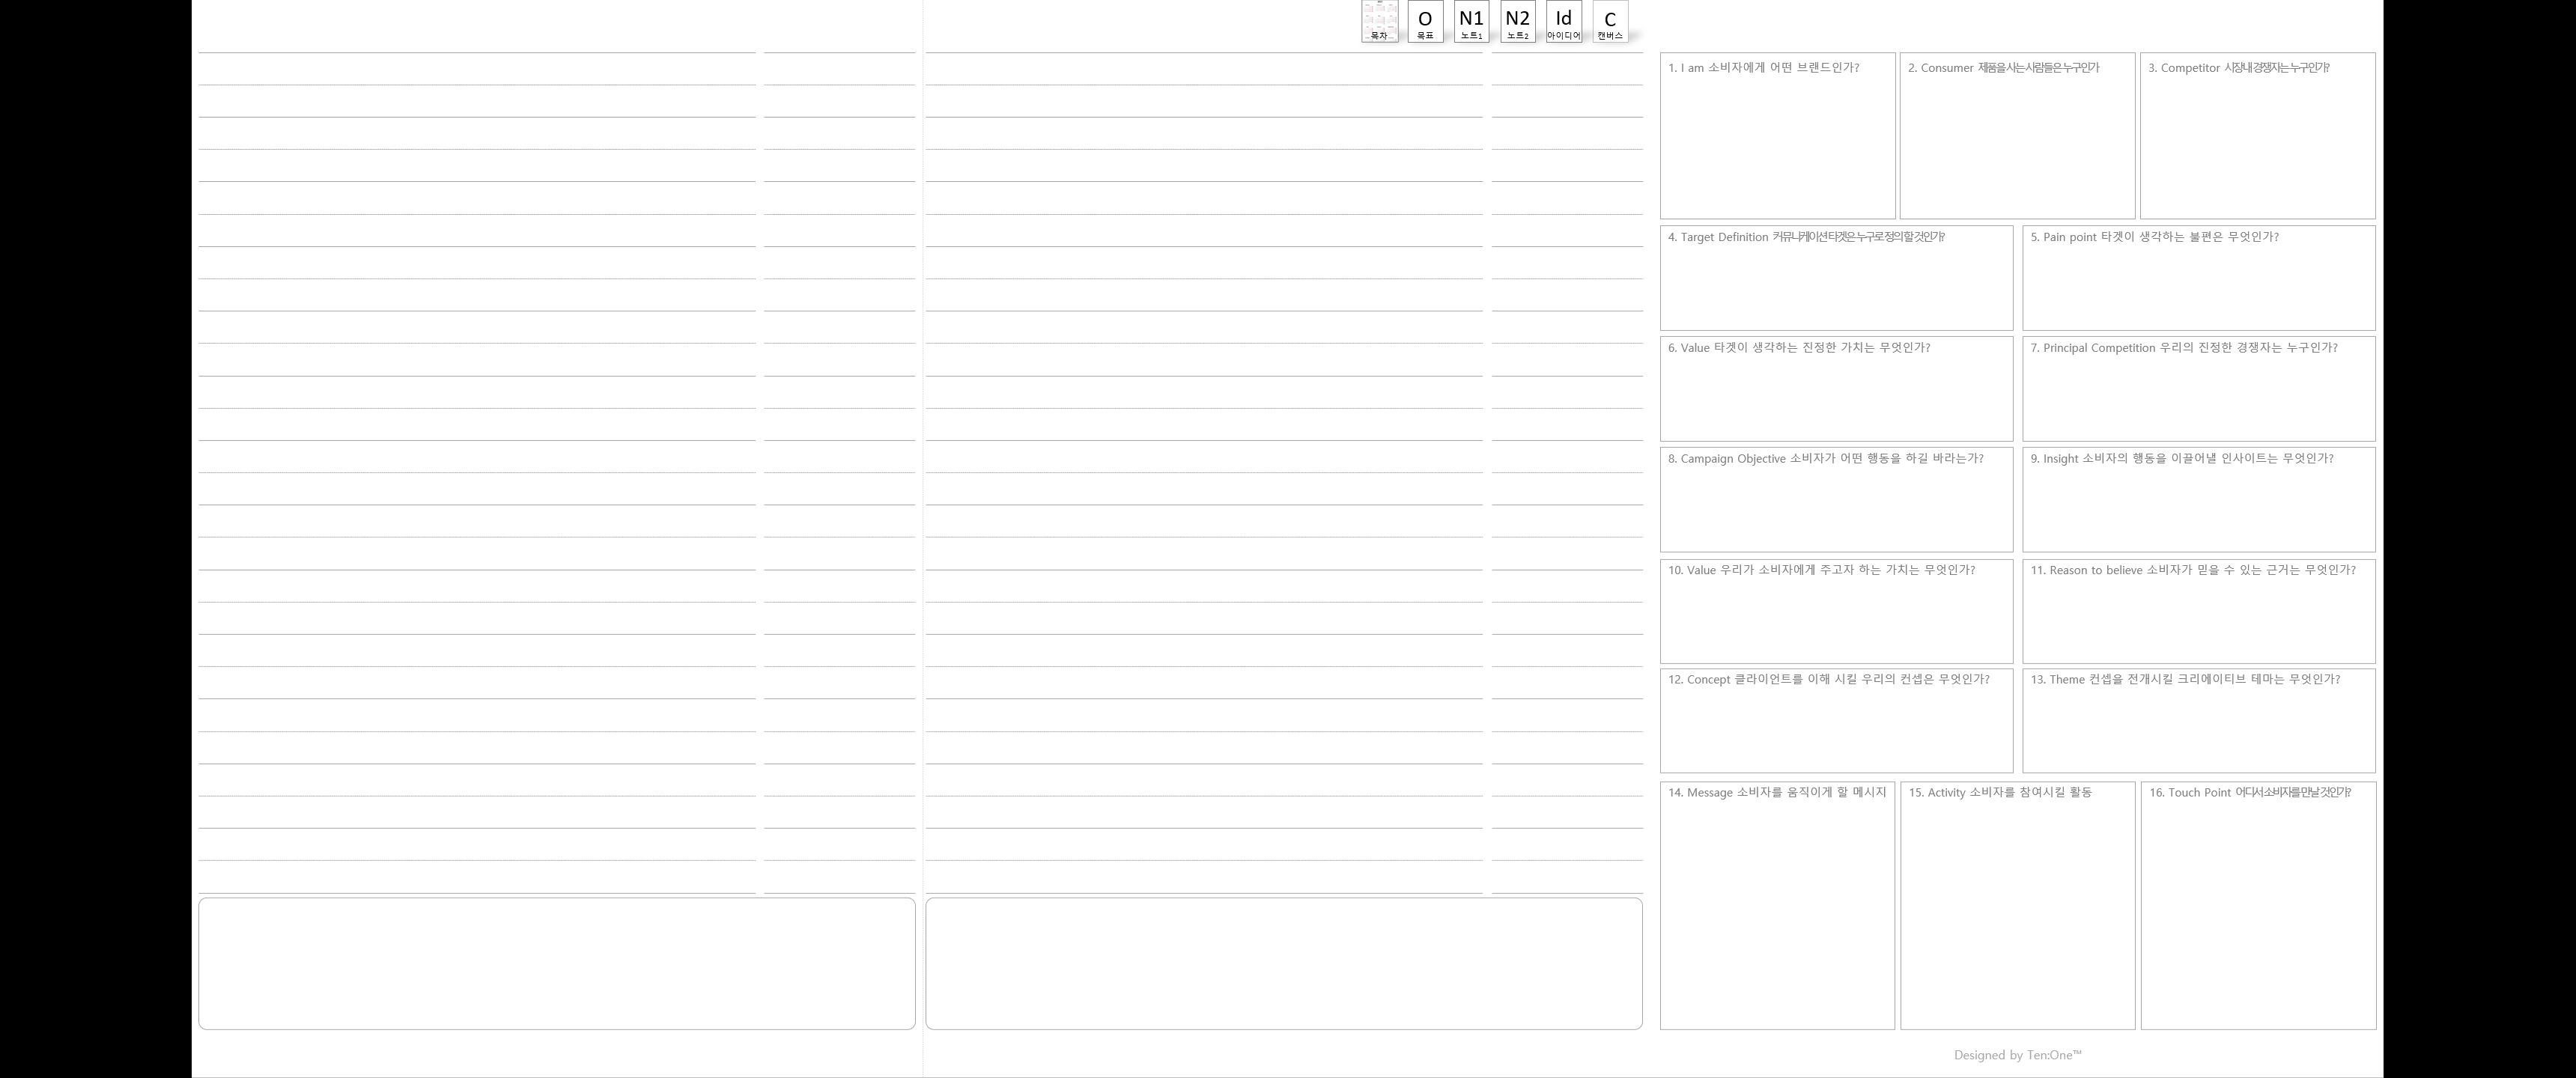 목차
O
목표
N1
노트1
N2
노트2
Id
아이디어
C
캔버스
1. I am 소비자에게 어떤 브랜드인가?
2. Consumer 제품을 사는 사람들은 누구인가
3. Competitor 시장 내 경쟁자는 누구인가?
4. Target Definition 커뮤니케이션 타겟은 누구로 정의 할 것인가?
5. Pain point 타겟이 생각하는 불편은 무엇인가?
6. Value 타겟이 생각하는 진정한 가치는 무엇인가?
7. Principal Competition 우리의 진정한 경쟁자는 누구인가?
8. Campaign Objective 소비자가 어떤 행동을 하길 바라는가?
9. Insight 소비자의 행동을 이끌어낼 인사이트는 무엇인가?
10. Value 우리가 소비자에게 주고자 하는 가치는 무엇인가?
11. Reason to believe 소비자가 믿을 수 있는 근거는 무엇인가?
12. Concept 클라이언트를 이해 시킬 우리의 컨셉은 무엇인가?
13. Theme 컨셉을 전개시킬 크리에이티브 테마는 무엇인가?
14. Message 소비자를 움직이게 할 메시지
15. Activity 소비자를 참여시킬 활동
16. Touch Point 어디서 소비자를 만날 것인가?
Designed by Ten:One™